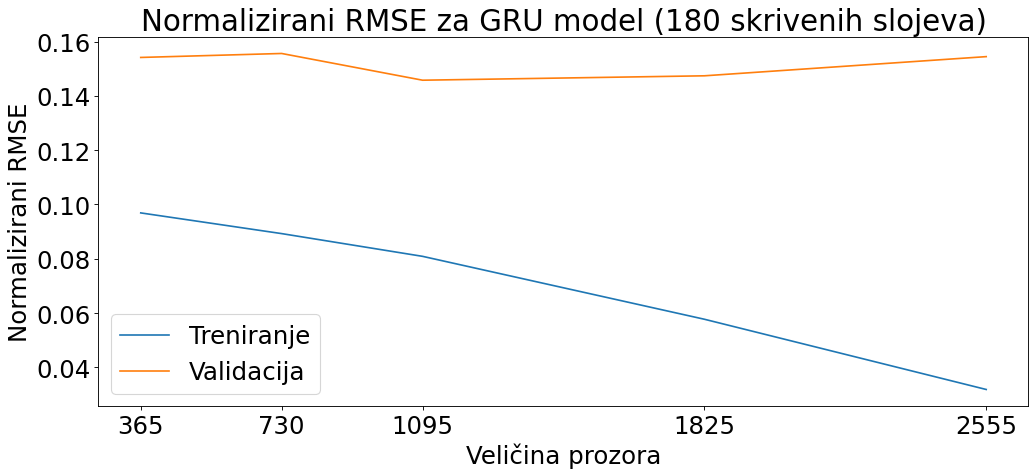 Normalizirani RMSE za GRU model (180 skrivenih slojeva)
Normalizirani RMSE
0.16
0.14
0.12
0.10
0.08
0.06
0.04
Treniranje
Validacija
365 730 1095 1825 2555
Veličina prozora